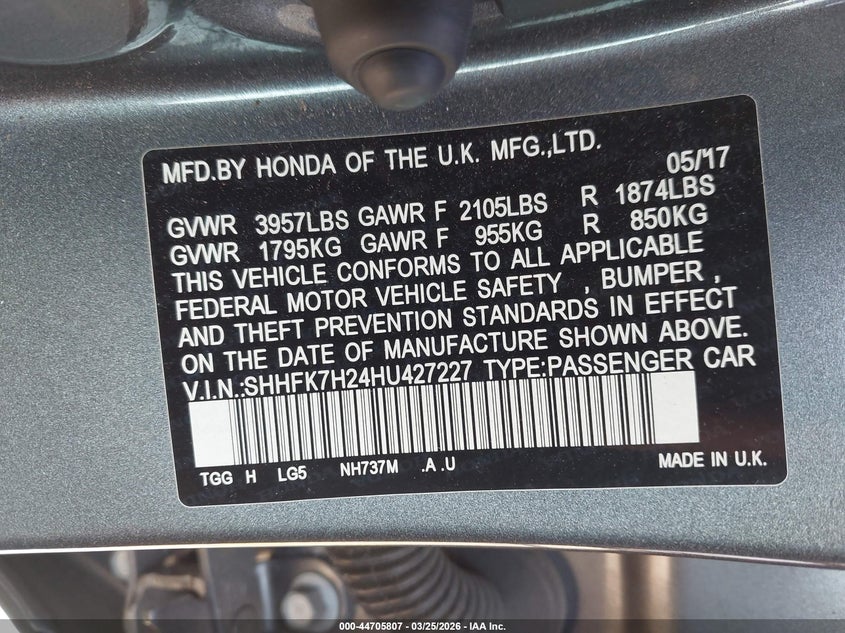 MFD.BY HONDA OF THE U.K. MFG.,LTD. 05/'17
GVWR 3957LBS GAWR F 2105LBS R 1874LBS
GVWR 1795KG GAWR F 955KG R 850KG
THIS VEHICLE CONFORMS TO ALL APPLICABLE
FEDERAL MOTOR VEHICLE SAFETY , BUMPER ,
AND THEFT PREVENTION STANDARDS IN EFFECT
ON THE DATE OF MANUFACTURE SHOWN ABOVE.
V.I.N.:SHHFK7H24HU427227 TYPE:PASSENGER CAR
TGG H LG5 NH737M .A .U MADE IN U.K.
000-44705807 - 03/25/2026 - IAA Inc.